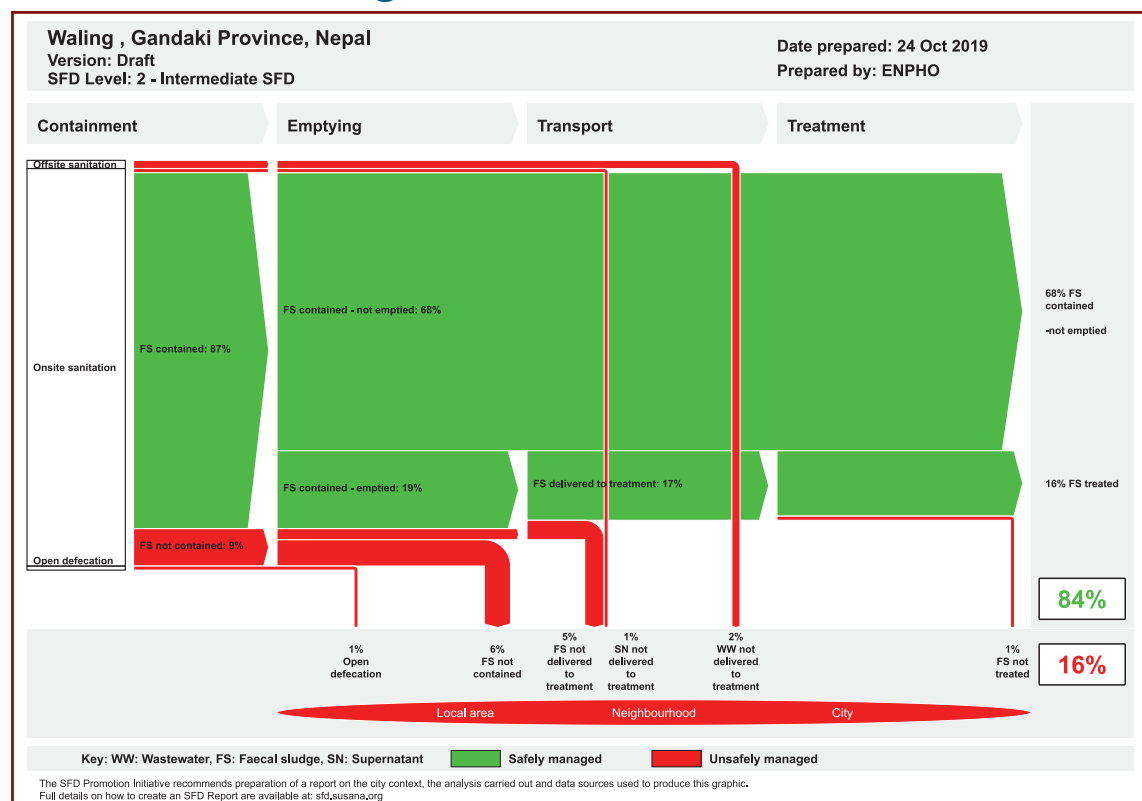 Waling , Gandaki Province, Nepal
Version: Draft
SFD Level: 2 - Intermediate SFD
Date prepared: 24 Oct 2019
Prepared by: ENPHO
Containment
Emptying
Transport
Treatment
Offsite sanitation
Onsite sanitation
Open defecation
FS contained: 87%
FS not contained: 9%
FS contained - not emptied: 68%
FS contained - emptied: 19%
FS delivered to treatment: 17%
68% FS
contained
-not emptied
16% FS treated
84%
16%
1%
Open
defecation
6%
FS not
contained
5%
FS not
delivered
to
treatment
1%
SN not
delivered
to
treatment
2%
WW not
delivered
to
treatment
1%
FS not
treated
Local area
Neighbourhood
City
Key: WW: Wastewater, FS: Faecal sludge, SN: Supernatant
Safely managed
Unsafely managed
The SFD Promotion Initiative recommends preparation of a report on the city context, the analysis carried out and data sources used to produce this graphic.
Full details on how to create an SFD Report are available at: sfd.susana.org